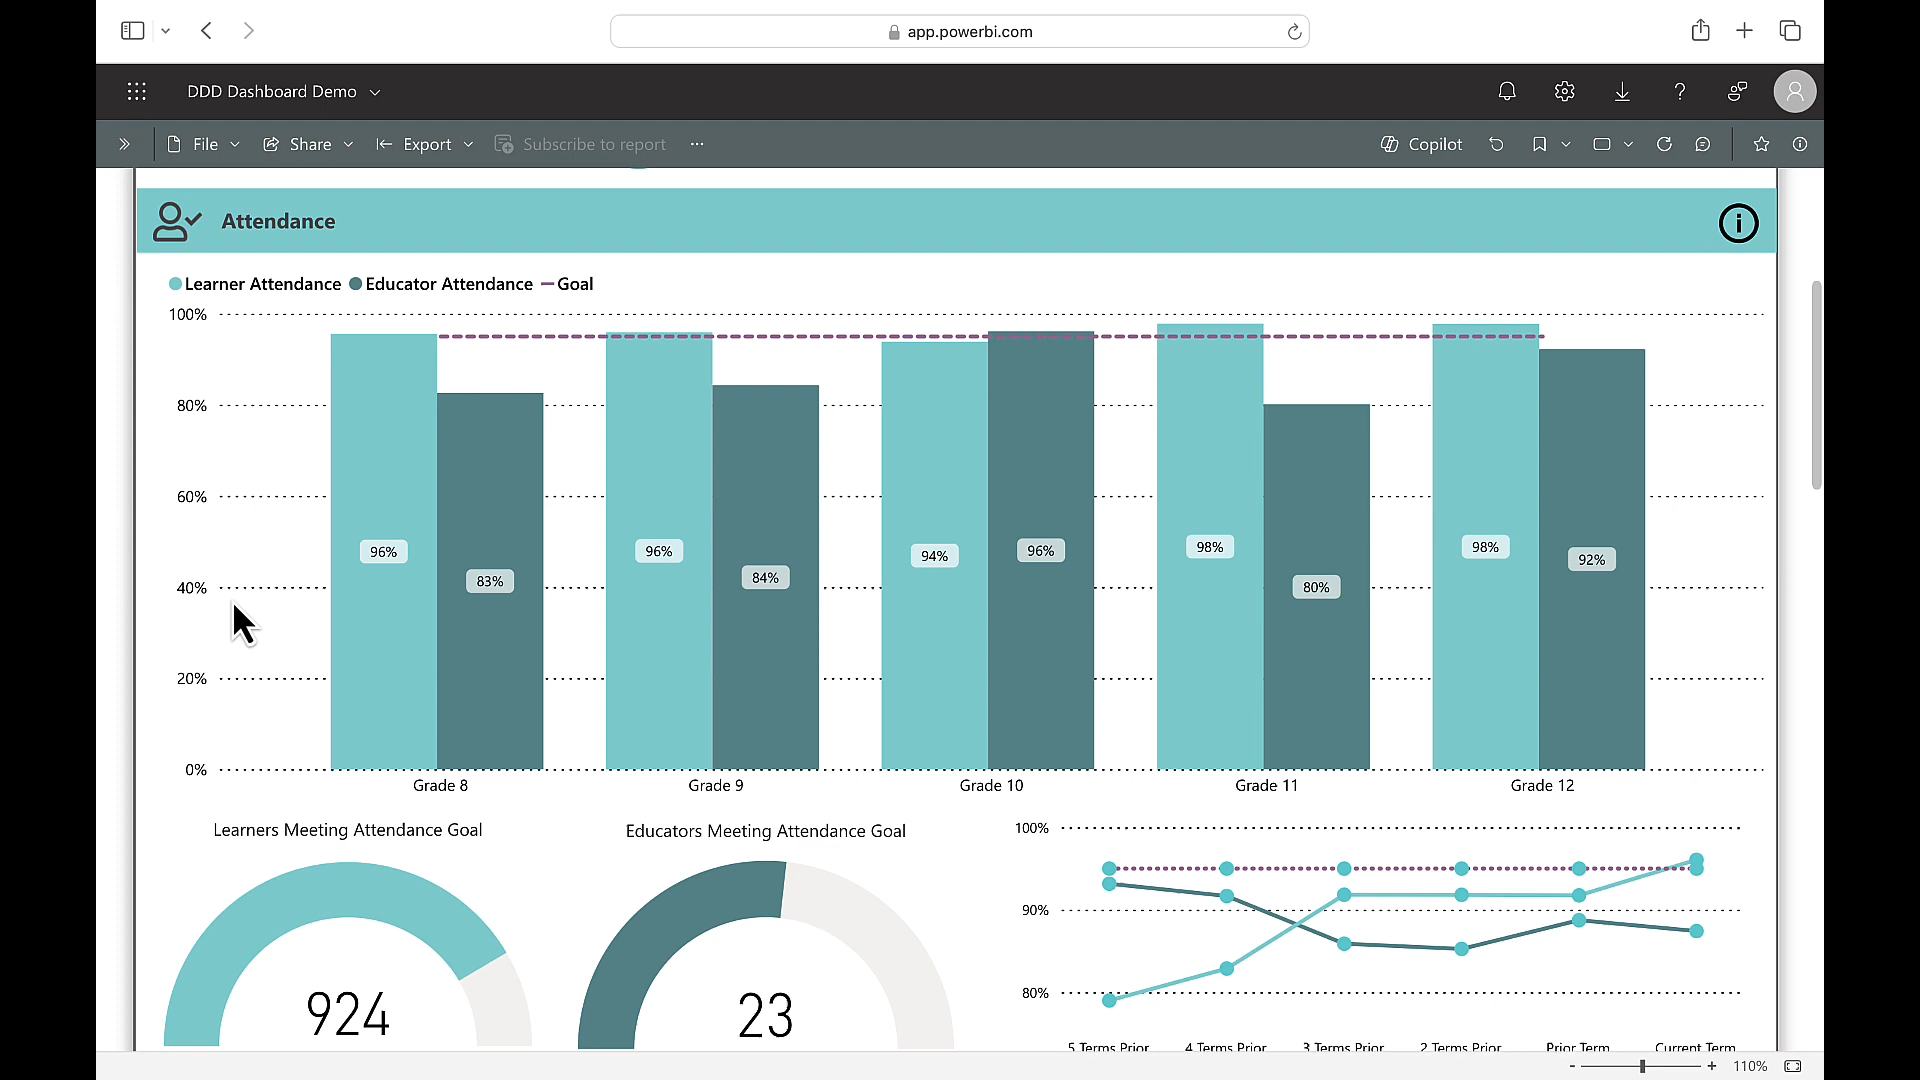 app.powerbi.com
DDD Dashboard Demo
File Share Export Subscribe to report ... Copilot
Attendance
Learner Attendance Educator Attendance Goal
100%
80%
60%
40%
20%
0%
96% 83% 96% 84% 94% 96% 98% 80% 98% 92%
Grade 8 Grade 9 Grade 10 Grade 11 Grade 12
Learners Meeting Attendance Goal
924
Educators Meeting Attendance Goal
23
100%
90%
80%
5 Terms Prior 4 Terms Prior 3 Terms Prior 2 Terms Prior Prior Term Current Term
- + 110%